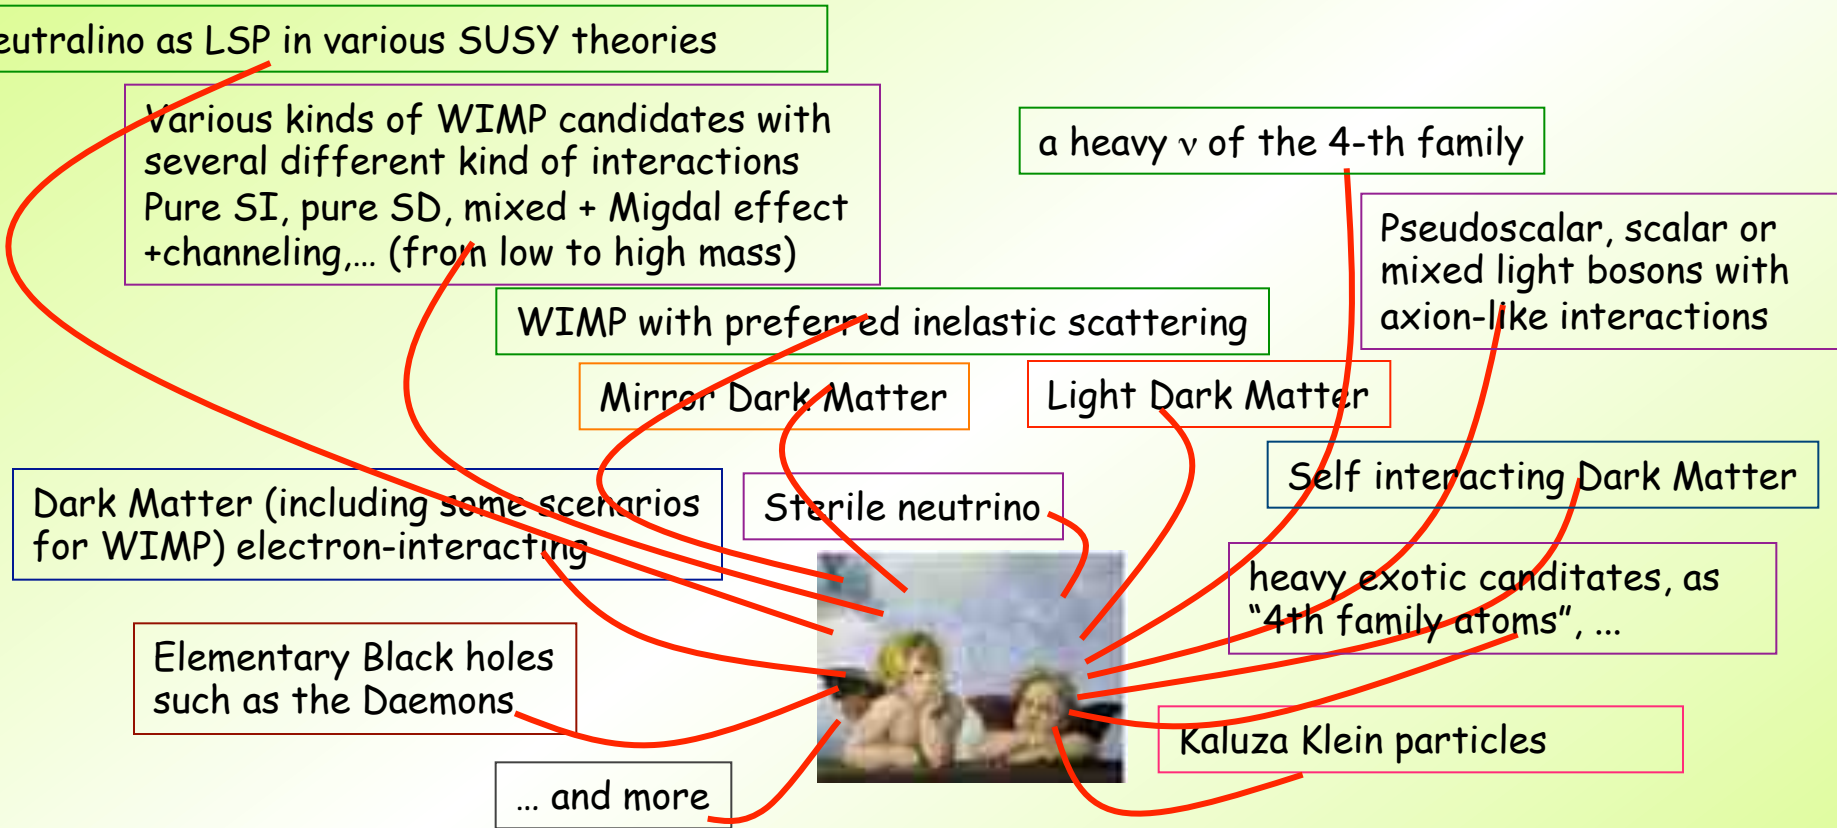 eutralino as LSP in various SUSY theories
Various kinds of WIMP candidates with
several different kind of interactions
Pure SI, pure SD, mixed + Migdal effect
+channeling,… (from low to high mass)
a heavy ν of the 4-th family
Pseudoscalar, scalar or
mixed light bosons with
axion-like interactions
WIMP with preferred inelastic scattering
Mirror Dark Matter
Light Dark Matter
Self interacting Dark Matter
Dark Matter (including some scenarios
for WIMP) electron-interacting
Sterile neutrino
heavy exotic canditates, as
“4th family atoms”, ...
Elementary Black holes
such as the Daemons
Kaluza Klein particles
… and more